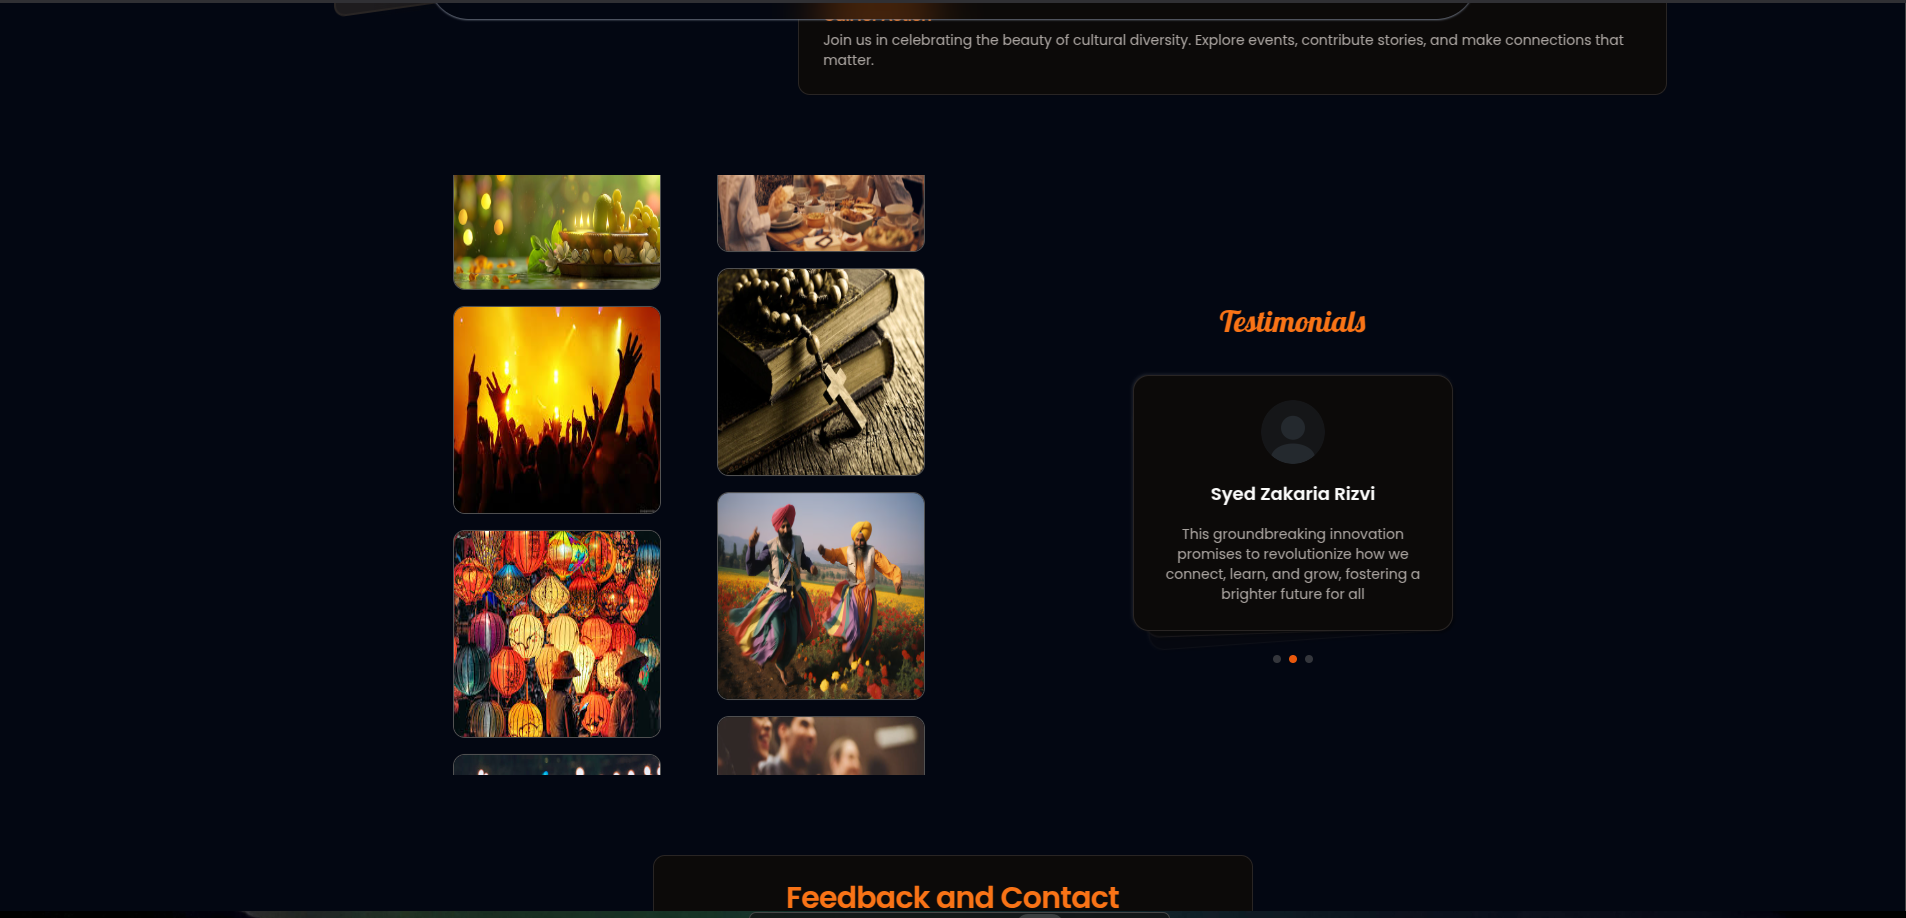 Join us in celebrating the beauty of cultural diversity. Explore events, contribute stories, and make connections that
matter.
Testimonials
Syed Zakaria Rizvi
This groundbreaking innovation
promises to revolutionize how we
connect, learn, and grow, fostering a
brighter future for all
Feedback and Contact